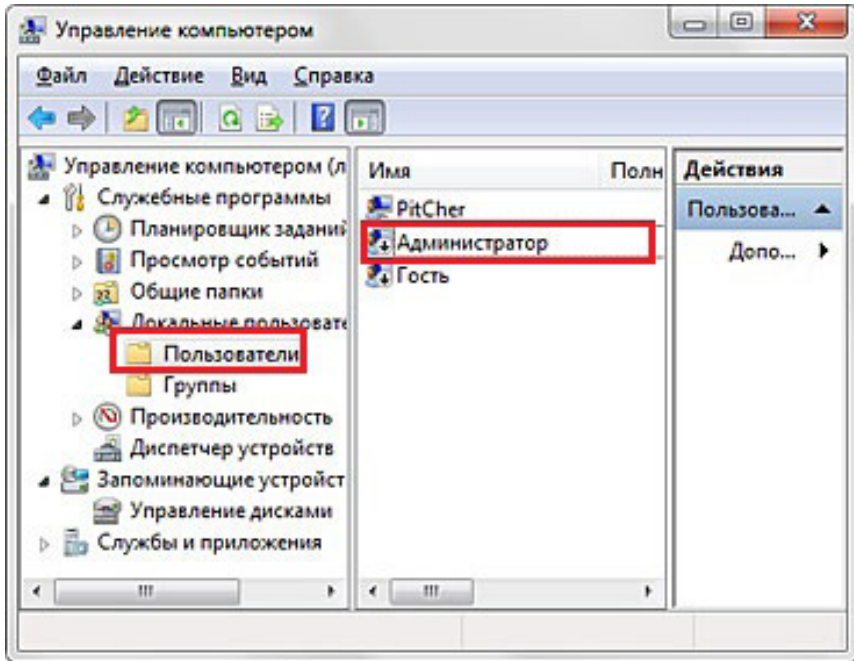 Управление компьютером
Файл Действие Вид Справка
Управление компьютером (л
Служебные программы
Планировщик заданий
Просмотр событий
Общие папки
Локальные пользовате
Пользователи
Группы
Производительность
Диспетчер устройств
Запоминающие устройст
Управление дисками
Службы и приложения
Имя Полн
PitCher
Администратор
Гость
Действия
Пользова...
Допо...